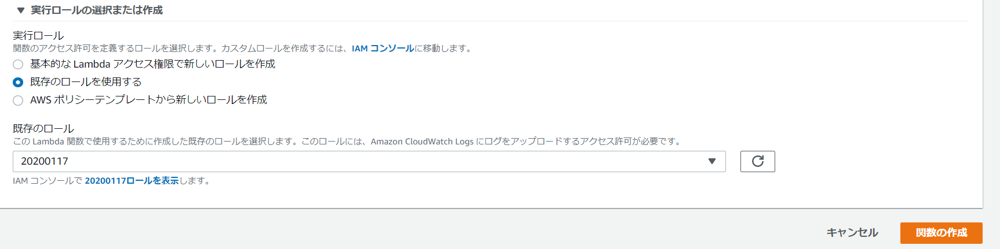 ▼ 実行ロールの選択または作成
実行ロール
関数のアクセス許可を定義するロールを選択します。カスタムロールを作成するには、IAM コンソールに移動します。
基本的な Lambda アクセス権限で新しいロールを作成
既存のロールを使用する
AWS ポリシーテンプレートから新しいロールを作成
既存のロール
この Lambda 関数で使用するために作成した既存のロールを選択します。このロールには、Amazon CloudWatch Logs にログをアップロードするアクセス許可が必要です。
20200117
IAM コンソールで 20200117ロールを表示します。
キャンセル 関数の作成